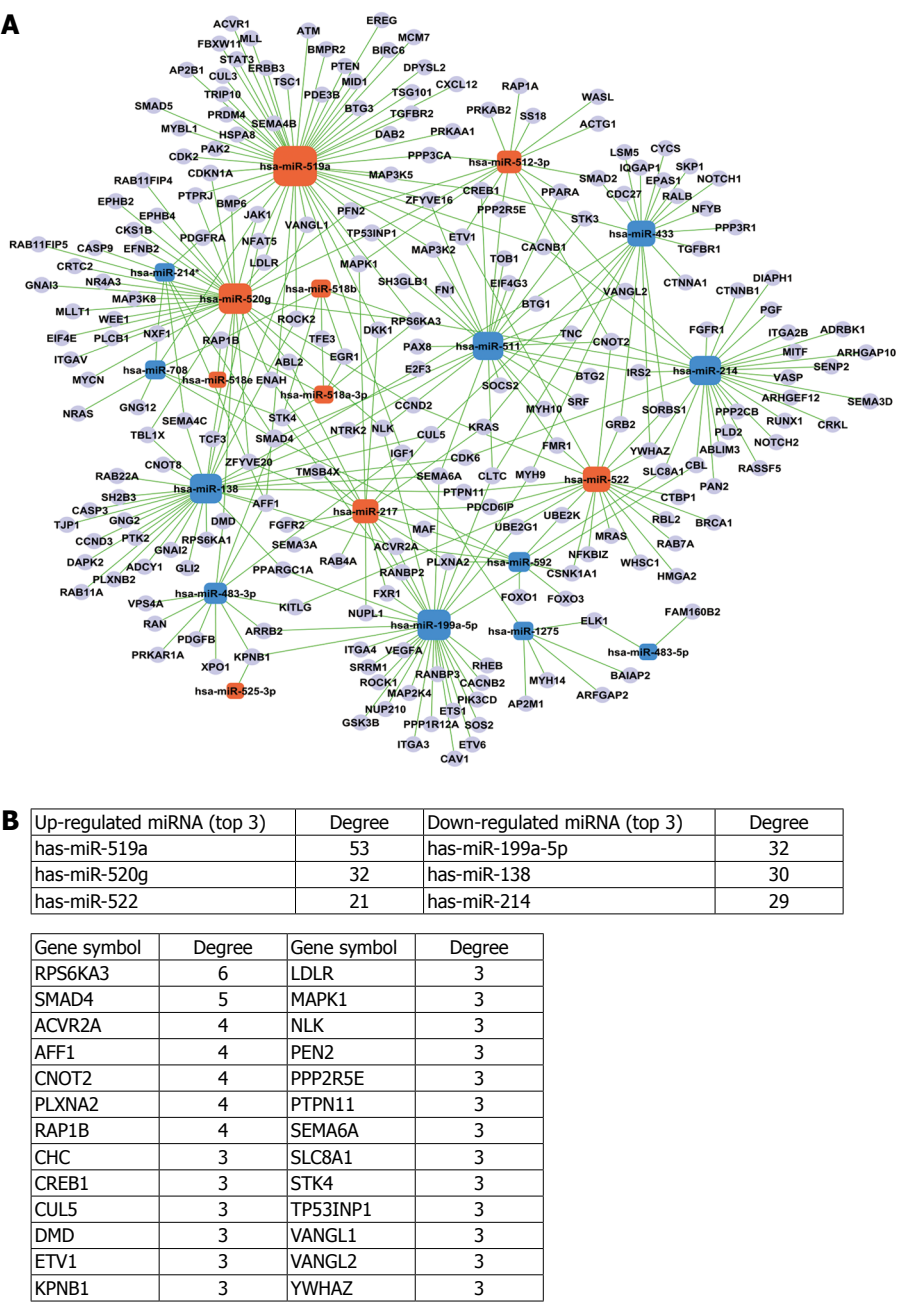 A
ACVR1
EREG
FBXW11 MLL
ATM
MCM7
BMPR2
BIRC6
STAT3
AP2B1 CUL3 ERBB3
PTEN
DPYSL2
TSC1
MID1
CXCL12
TRIP10
PDE3B
TSG101
RAP1A
WASL
SMAD5
PRDM4
BTG3
TGFBR2
PRKAB2
SS18
MYBL1
SEMA4B
HSPA8
DAB2
PRKAA1
ACTG1
PAK2
CDK2
PPP3CA
hsa-miR-519a
hsa-miR-512-3p
LSM5
CYCS
CDKN1A
MAP3K5
IQGAP1
SKP1
RAB11FIP4
SMAD2
EPAS1
NOTCH1
PTPRJ
CREB1
PPARA
CDC27
RALB
EPHB2
BMP6
ZFYVE16
NFYB
EPHB4
JAK1
PFN2
PPP2R5E
STK3
CKS1B
VANGL1
PPP3R1
RAB11FIP5
CASP9
EFNB2
PDGFRA
NFAT5
TP53INP1
ETV1
hsa-miR-433
CACNB1
TGFBR1
MAP3K2
CRTC2
LDLR
MAPK1
TOB1
hsa-miR-214*
GNAI3
NR4A3
SH3GLB1
FN1
EIF4G3
VANGL2
CTNNA1
DIAPH1
CTNNB1
MAP3K8
hsa-miR-520g
hsa-miR-518b
BTG1
PGF
MLLT1
WEE1
ROCK2
RPS6KA3
DKK1
TNC
FGFR1
ITGA2B
ADRBK1
EIF4E
PLCB1
NXF1
RAP1B
TFE3
PAX8
hsa-miR-511
CNOT2
MITF
ARHGAP10
ITGAV
EGR1
ABL2
E2F3
hsa-miR-214
SENP2
hsa-miR-708
IRS2
BTG2
VASP
MYCN
hsa-miR-518e ENAH
hsa-miR-518a-3p
SOCS2
ARHGEF12
SEMA3D
NRAS
GNG12
CCND2
MYH10
SRF
SORBS1
PPP2CB
RUNX1
SEMA4C
STK4
KRAS
GRB2
PLD2
CRKL
TBL1X
TCF3
SMAD4
NTRK2 NLK
CUL5
FMR1
NOTCH2
IGF1
YWHAZ
ABLIM3
CNOT8
ZFYVE20
CDK6
CBL
RASSF5
RAB22A
TMSB4X
SEMA6A
CLTC
MYH9
SLC8A1
PAN2
hsa-miR-138
hsa-miR-522
SH2B3
PTPN11
CTBP1
CASP3
AFF1
hsa-miR-217
PDCD6IP
UBE2K
RBL2
BRCA1
TJP1
GNG2
DMD
FGFR2
MAF
UBE2G1
CCND3
PTK2
RPS6KA1
MRAS
RAB7A
GNAI2
SEMA3A
ACVR2A
NFKBIZ
DAPK2
ADCY1
GLI2
RAB4A
PLXNA2
hsa-miR-592
WHSC1
PPARGC1A
RANBP2
CSNK1A1
HMGA2
PLXNB2
RAB11A
hsa-miR-483-3p
FXR1
FOXO1
FOXO3
VPS4A
KITLG
NUPL1
FAM160B2
RAN
ARRB2
hsa-miR-199a-5p
hsa-miR-1275
ELK1
PDGFB
ITGA4
VEGFA
hsa-miR-483-5p
PRKAR1A
KPNB1
SRRM1
RHEB
XPO1
ROCK1
RANBP3
CACNB2
MYH14
BAIAP2
hsa-miR-525-3p
MAP2K4
PIK3CD
ARFGAP2
NUP210
ETS1
AP2M1
GSK3B
PPP1R12A
SOS2
ITGA3
ETV6
CAV1
B
Up-regulated miRNA (top 3) Degree Down-regulated miRNA (top 3) Degree
has-miR-519a 53 has-miR-199a-5p 32
has-miR-520g 32 has-miR-138 30
has-miR-522 21 has-miR-214 29
Gene symbol Degree Gene symbol Degree
RPS6KA3 6 LDLR 3
SMAD4 5 MAPK1 3
ACVR2A 4 NLK 3
AFF1 4 PEN2 3
CNOT2 4 PPP2R5E 3
PLXNA2 4 PTPN11 3
RAP1B 4 SEMA6A 3
CHC 3 SLC8A1 3
CREB1 3 STK4 3
CUL5 3 TP53INP1 3
DMD 3 VANGL1 3
ETV1 3 VANGL2 3
KPNB1 3 YWHAZ 3